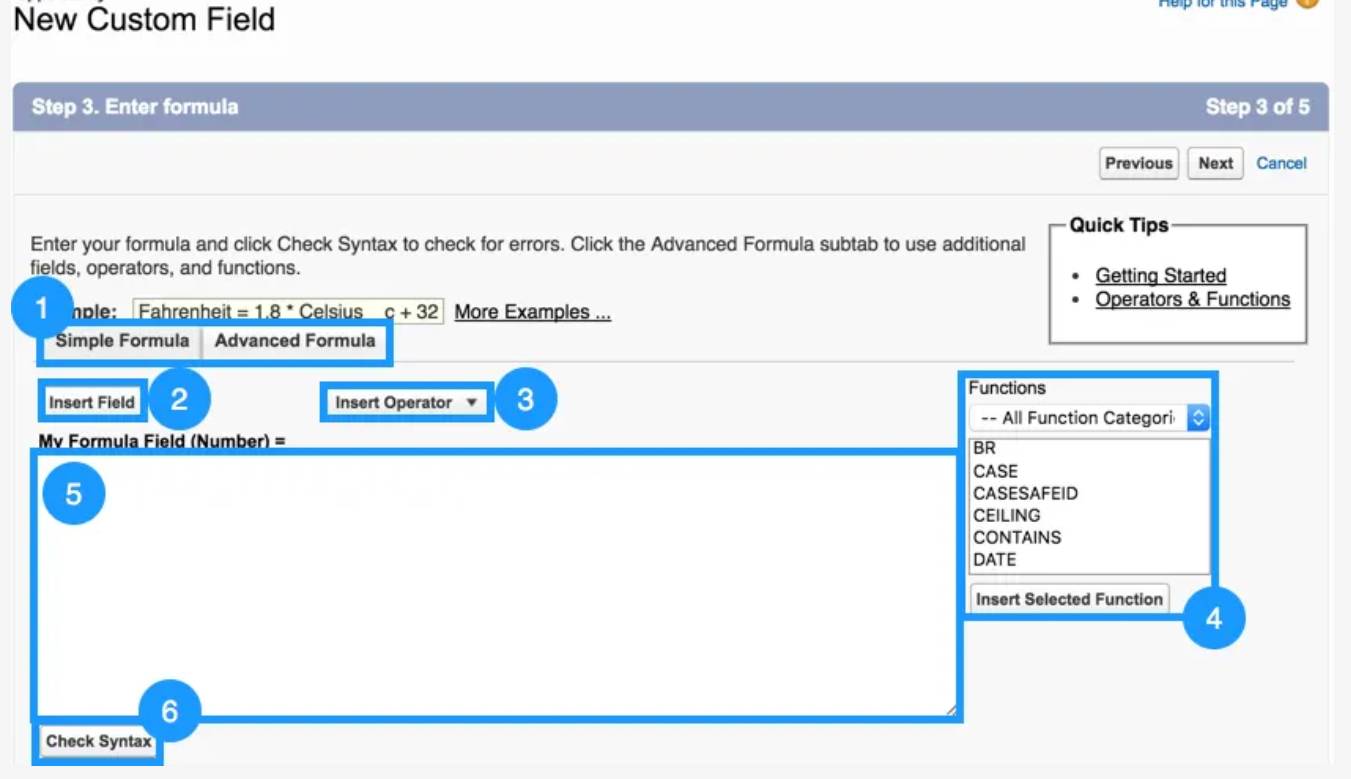 New Custom Field
Help for this Page
Step 3. Enter formula
Step 3 of 5
Previous
Next
Cancel
Enter your formula and click Check Syntax to check for errors. Click the Advanced Formula subtab to use additional
fields, operators, and functions.
Quick Tips
Getting Started
Operators & Functions
1
mple:
Fahrenheit = 1.8 * Celsius__c + 32
More Examples ...
Simple Formula
Advanced Formula
Insert Field
2
Insert Operator
3
Functions
-- All Function Categori
My Formula Field (Number) =
BR
CASE
CASESAFEID
CEILING
CONTAINS
DATE
Insert Selected Function
4
5
6
Check Syntax